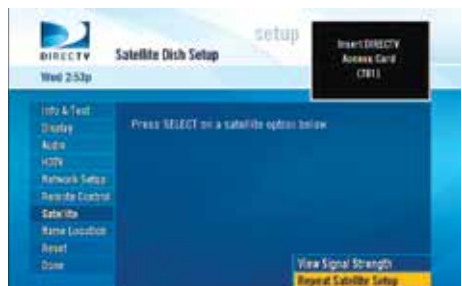 setup
DIRECTV
Satellite Dish Setup
Insert DIRECTV
Access Card
(701)
Wed 2:53p
Info & Test
Display
Audio
HDTV
Network Setup
Remote Control
Satellite
Name Location
Reset
Done
Press SELECT on a satellite option below
View Signal Strength
Repeat Satellite Setup